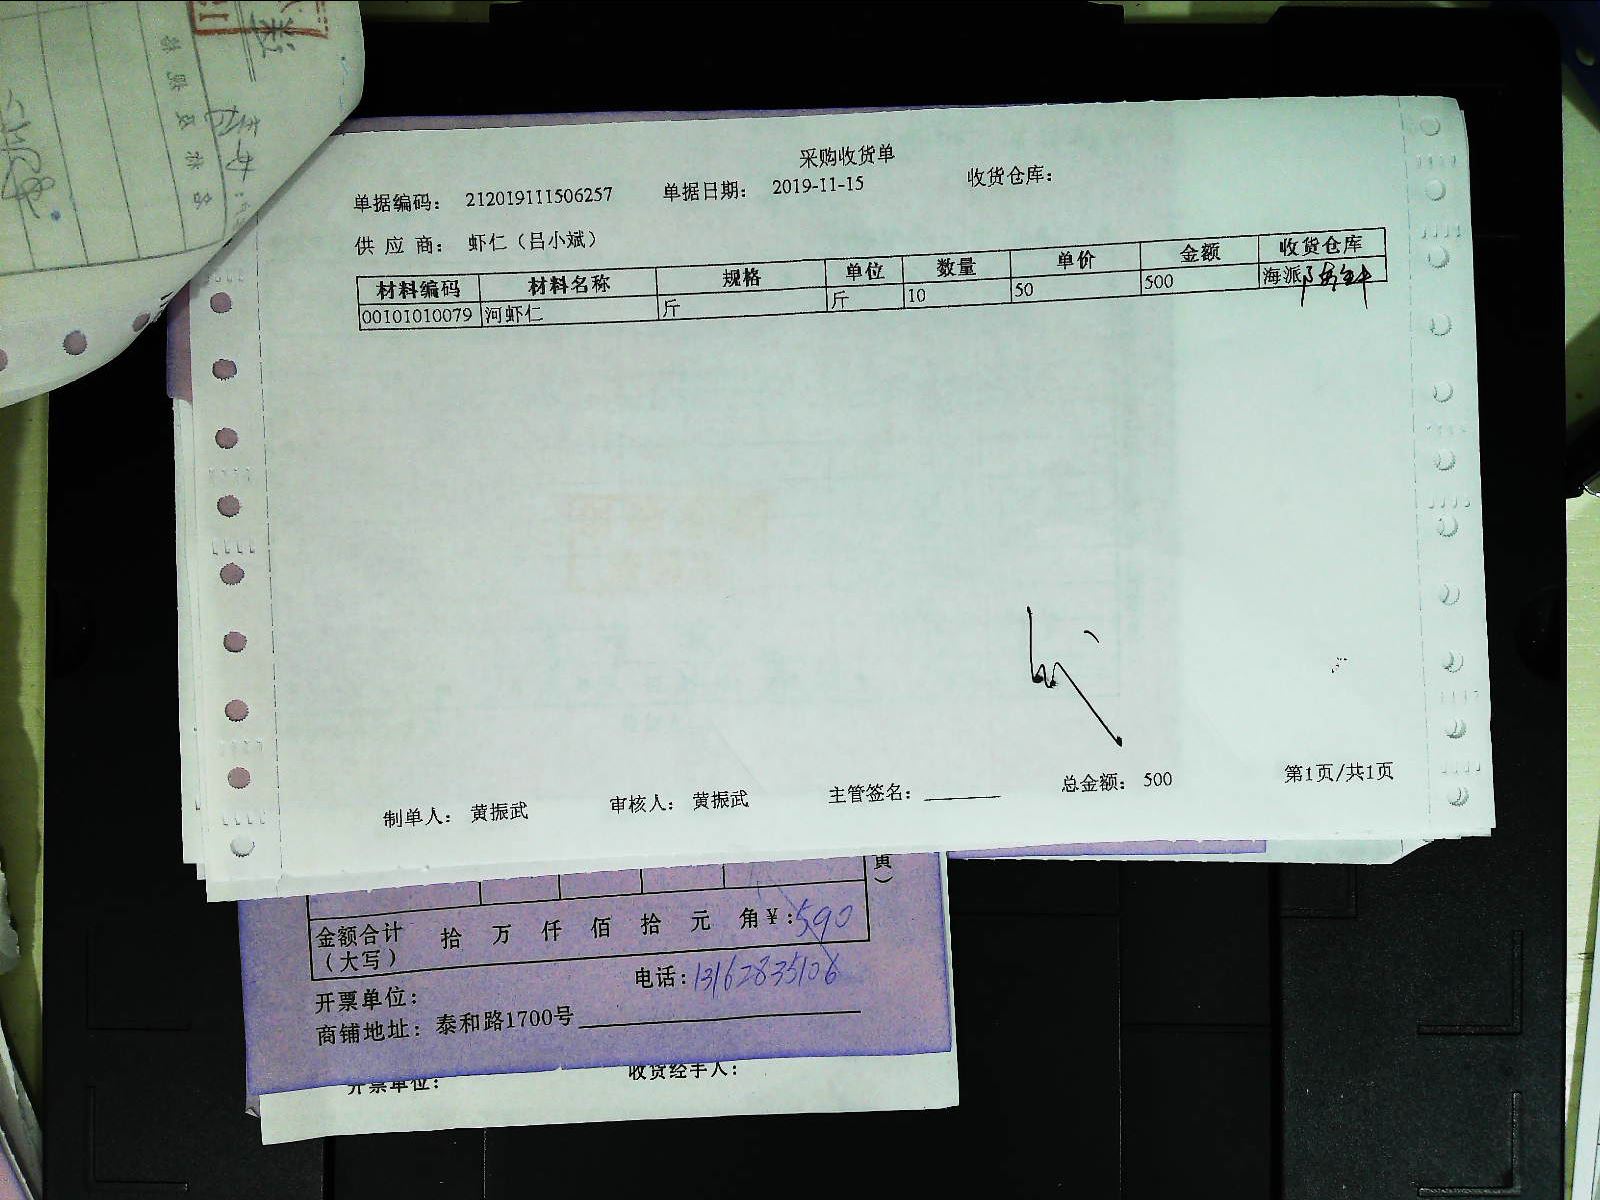 采购收货单
单据编码： 212019111506257 单据日期： 2019-11-15 收货仓库：
供 应 商： 虾仁（吕小斌）
材料编码 材料名称 规格 单位 数量 单价 金额 收货仓库
00101010079 河虾仁 斤 斤 10 50 500 海派
制单人： 黄振武 审核人： 黄振武 主管签名：______ 总金额： 500 第1页/共1页
黄）
金额合计（大写） 拾 万 仟 佰 拾 元 角￥:590
电话:13162835106
开票单位：
商铺地址：泰和路1700号
开票单位： 收货经手人：